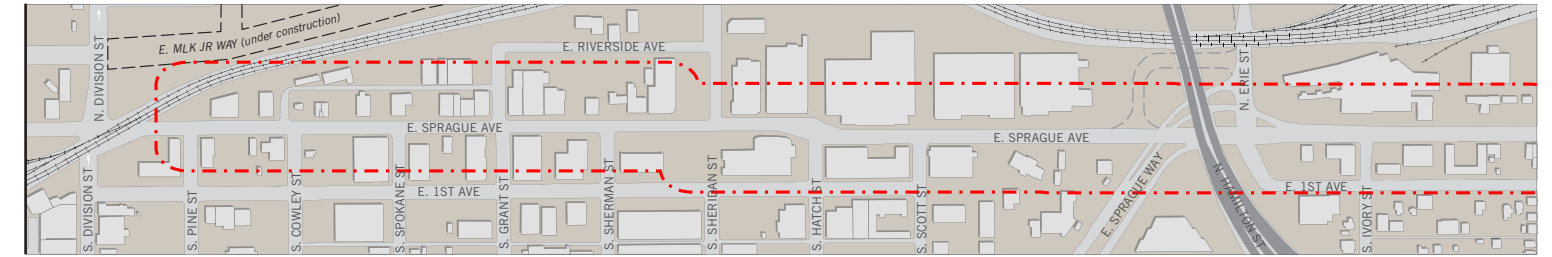 E. MLK JR WAY (under construction)
N. DIVISION ST
E. RIVERSIDE AVE
N. ERIE ST
E. SPRAGUE AVE
E. SPRAGUE AVE
E. SPRAGUE WAY
N. HAMILTON ST
E. 1ST AVE
E. 1ST AVE
S. DIVISION ST
S. PINE ST
S. COWLEY ST
S. SPOKANE ST
S. GRANT ST
S. SHERMAN ST
S. SHERIDAN ST
S. HATCH ST
S. SCOTT ST
S. IVORY ST